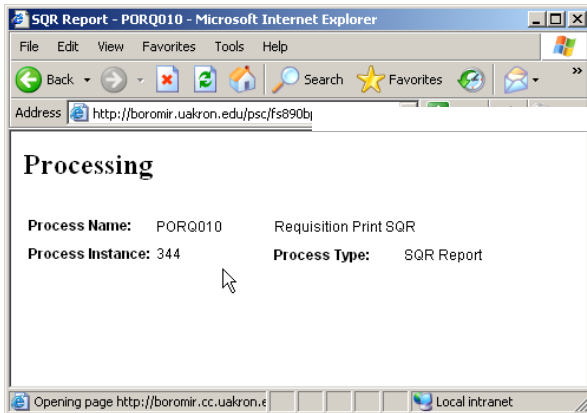 SQR Report - PORQ010 - Microsoft Internet Explorer
File Edit View Favorites Tools Help
Back Search Favorites
Address http://boromir.uakron.edu/psc/fs890bp
Processing
Process Name: PORQ010 Requisition Print SQR
Process Instance: 344 Process Type: SQR Report
Opening page http://boromir.cc.uakron.e Local intranet